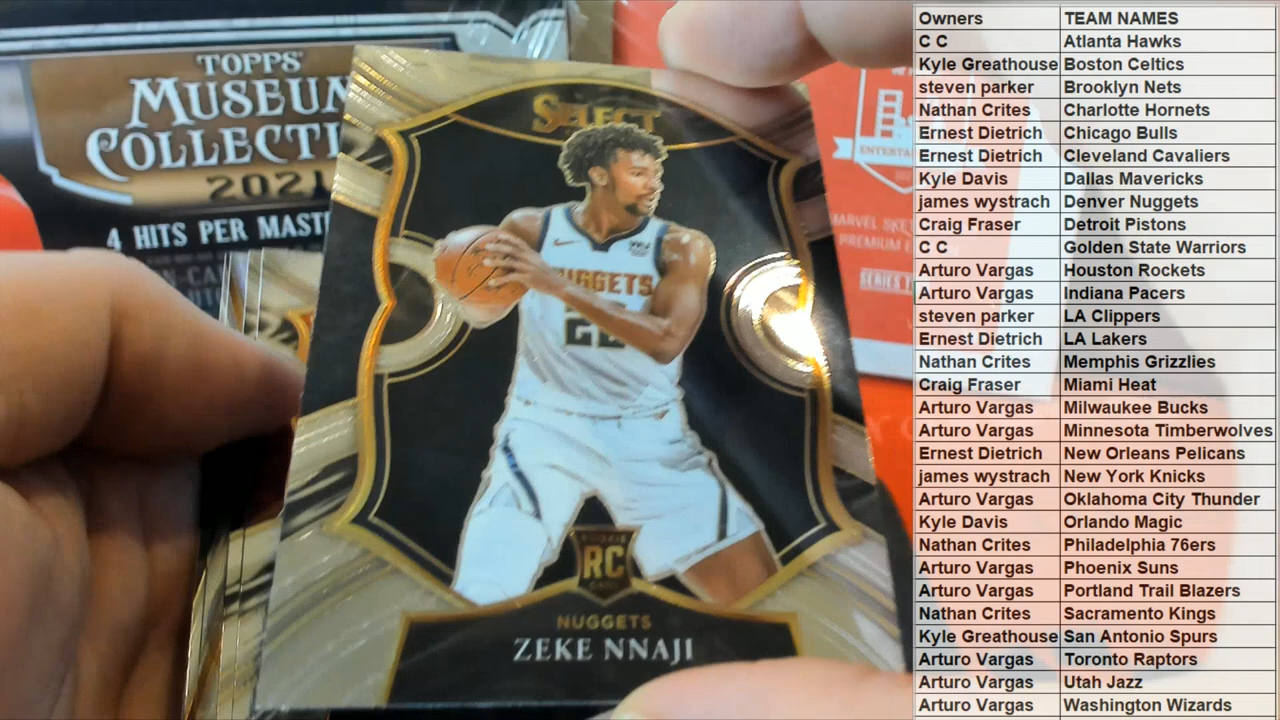 TOPPS
MUSEUM
COLLECTI
2021
4 HITS PER MAST
SELECT
NUGGETS
22
ROOKIE
RC
CARD
NUGGETS
ZEKE NNAJI
ENTERTA
MARVEL SKE
PREMIUM
SERIES
Owners TEAM NAMES
C C Atlanta Hawks
Kyle Greathouse Boston Celtics
steven parker Brooklyn Nets
Nathan Crites Charlotte Hornets
Ernest Dietrich Chicago Bulls
Ernest Dietrich Cleveland Cavaliers
Kyle Davis Dallas Mavericks
james wystrach Denver Nuggets
Craig Fraser Detroit Pistons
C C Golden State Warriors
Arturo Vargas Houston Rockets
Arturo Vargas Indiana Pacers
steven parker LA Clippers
Ernest Dietrich LA Lakers
Nathan Crites Memphis Grizzlies
Craig Fraser Miami Heat
Arturo Vargas Milwaukee Bucks
Arturo Vargas Minnesota Timberwolves
Ernest Dietrich New Orleans Pelicans
james wystrach New York Knicks
Arturo Vargas Oklahoma City Thunder
Kyle Davis Orlando Magic
Nathan Crites Philadelphia 76ers
Arturo Vargas Phoenix Suns
Arturo Vargas Portland Trail Blazers
Nathan Crites Sacramento Kings
Kyle Greathouse San Antonio Spurs
Arturo Vargas Toronto Raptors
Arturo Vargas Utah Jazz
Arturo Vargas Washington Wizards